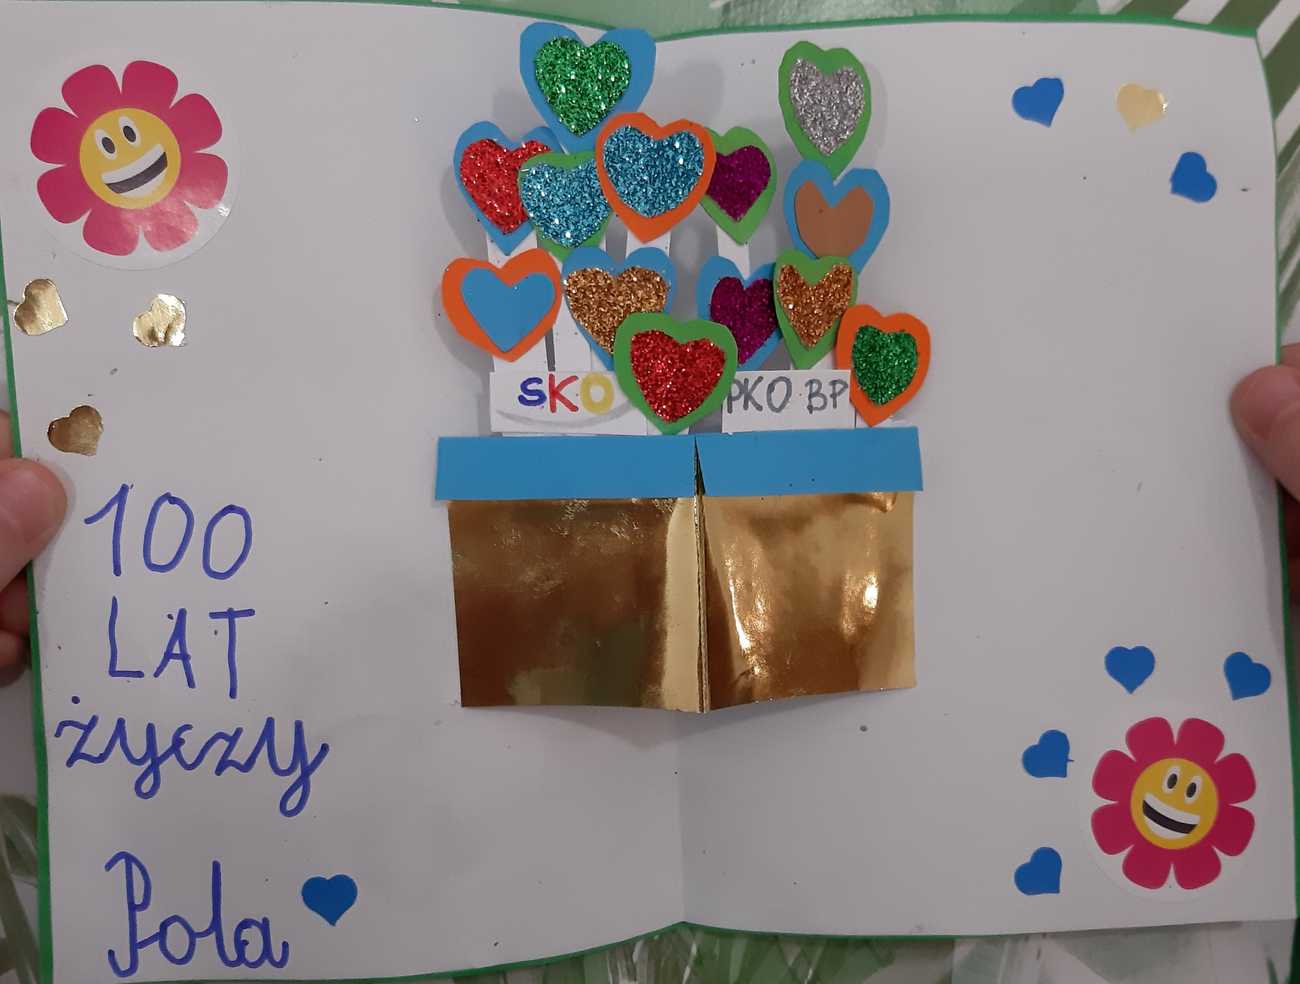 SKO PKO BP
100
LAT
życzy
Pola